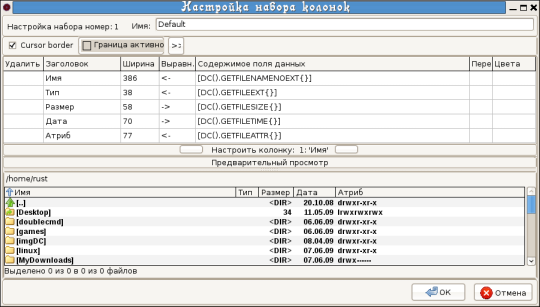 Настройка набора колонок
Настройка набора номер: 1 Имя: Default
Cursor border Граница активно >:
Удалить Заголовок Ширина Выравн. Содержимое поля данных Пере Цвета
Имя 386 <- [DC().GETFILENAMENOEXT{}]
Тип 38 <- [DC().GETFILEEXT{}]
Размер 58 -> [DC().GETFILESIZE{}]
Дата 70 -> [DC().GETFILETIME{}]
Атриб 77 <- [DC().GETFILEATTR{}]
Настроить колонку: 1: 'Имя'
Предварительный просмотр
/home/rust
Имя Тип Размер Дата Атриб
[..] <DIR> 20.10.08 drwxr-xr-x
[Desktop] 34 11.05.09 lrwxrwxrwx
[doublecmd] <DIR> 06.06.09 drwxr-xr-x
[games] <DIR> 06.06.09 drwxr-xr-x
[imgDC] <DIR> 08.04.09 drwxr-xr-x
[linux] <DIR> 07.06.09 drwxr-xr-x
[MyDownloads] <DIR> 07.06.09 drwx------
Выделено 0 из 0 в 0 из 0 файлов
OK Отмена